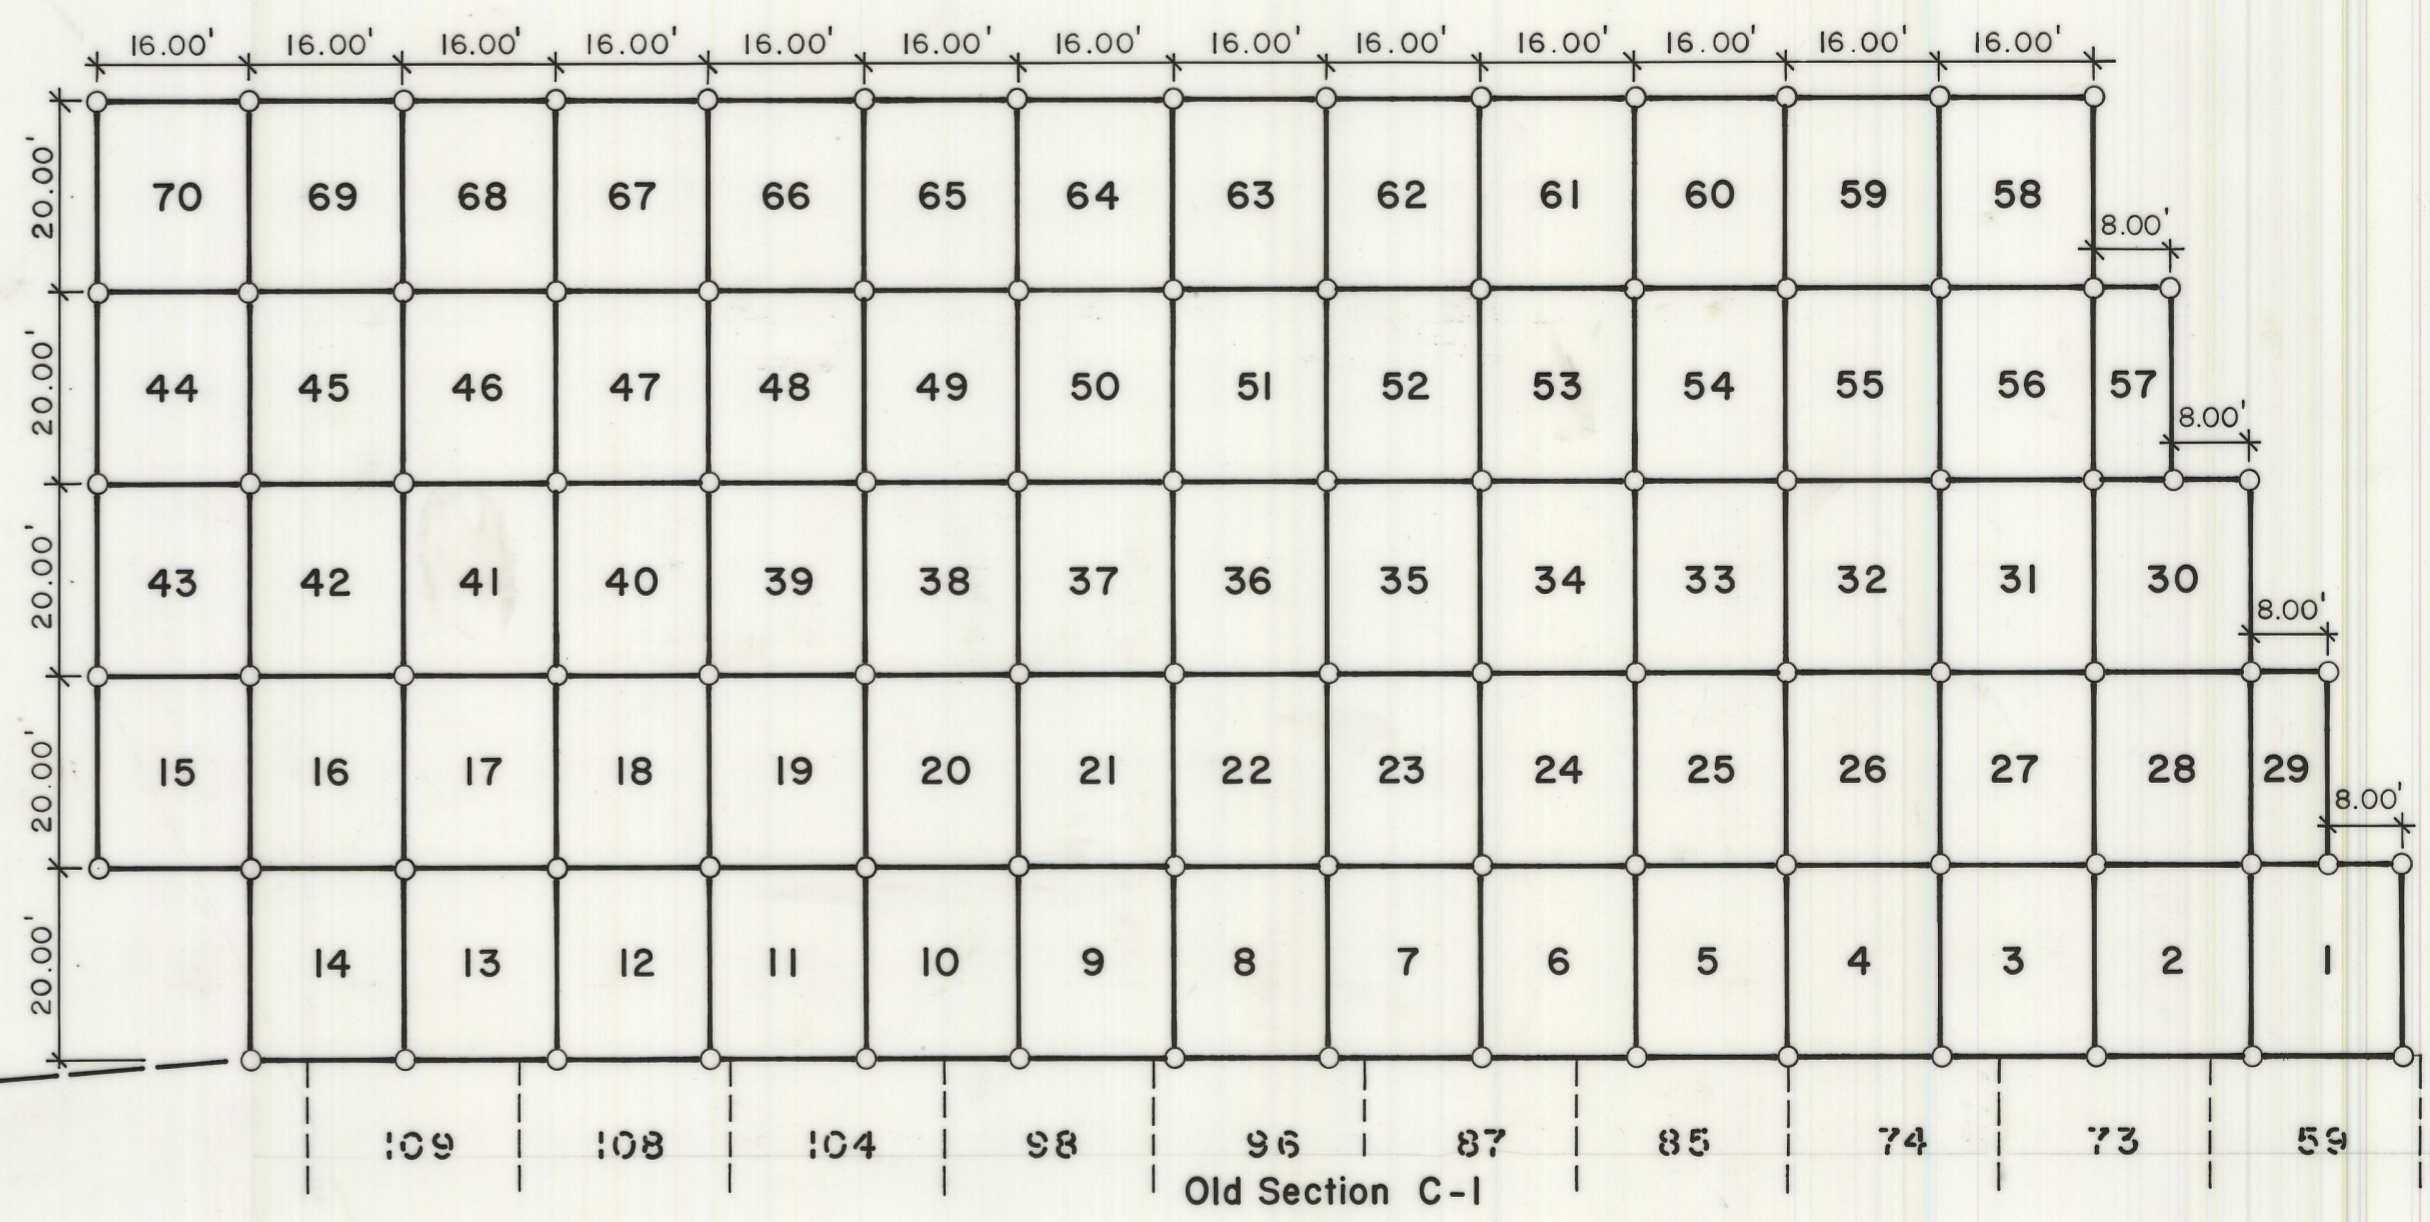 16.00' 16.00' 16.00' 16.00' 16.00' 16.00' 16.00' 16.00' 16.00' 16.00' 16.00' 16.00' 16.00'
20.00' 70 69 68 67 66 65 64 63 62 61 60 59 58
8.00'
20.00' 44 45 46 47 48 49 50 51 52 53 54 55 56 57
8.00'
20.00' 43 42 41 40 39 38 37 36 35 34 33 32 31 30
8.00'
20.00' 15 16 17 18 19 20 21 22 23 24 25 26 27 28 29
8.00'
20.00' 14 13 12 11 10 9 8 7 6 5 4 3 2 1
109 108 104 98 96 87 85 74 73 59
Old Section C-1